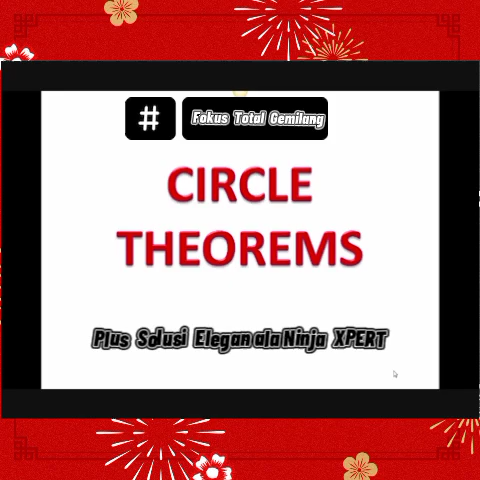 # Fokus Total Gemilang
CIRCLE
THEOREMS
Plus Solusi Elegan ala Ninja XPERT